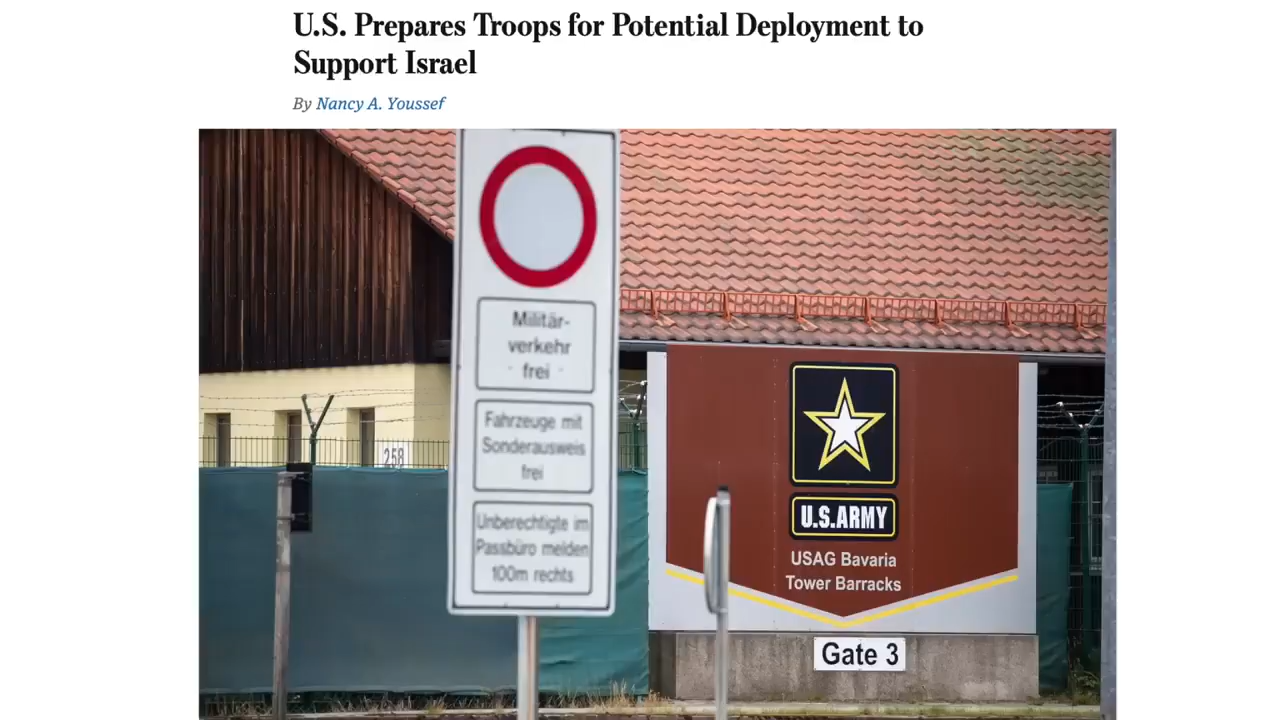 U.S. Prepares Troops for Potential Deployment to
Support Israel
By Nancy A. Youssef
Militär-
verkehr
frei
Fahrzeuge mit
Sonderausweis
frei
Unberechtigte im
Passbüro melden
100m rechts
258
U.S.ARMY
USAG Bavaria
Tower Barracks
Gate 3